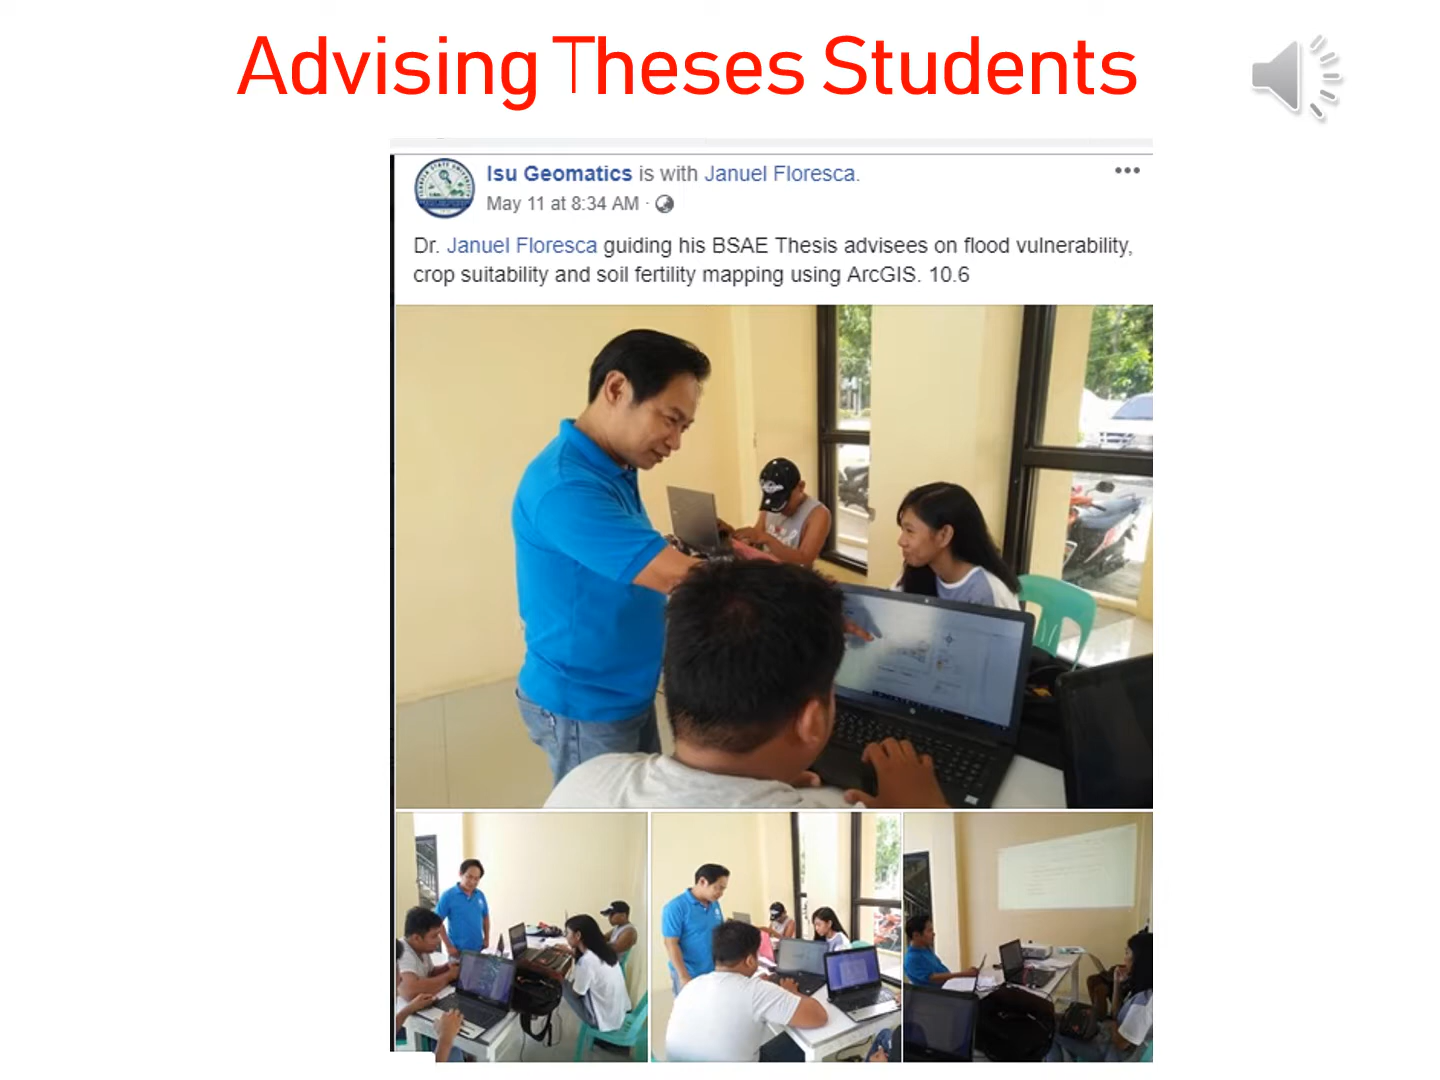 Advising Theses Students
Isu Geomatics is with Januel Floresca.
May 11 at 8:34 AM ·
Dr. Januel Floresca guiding his BSAE Thesis advisees on flood vulnerability,
crop suitability and soil fertility mapping using ArcGIS. 10.6